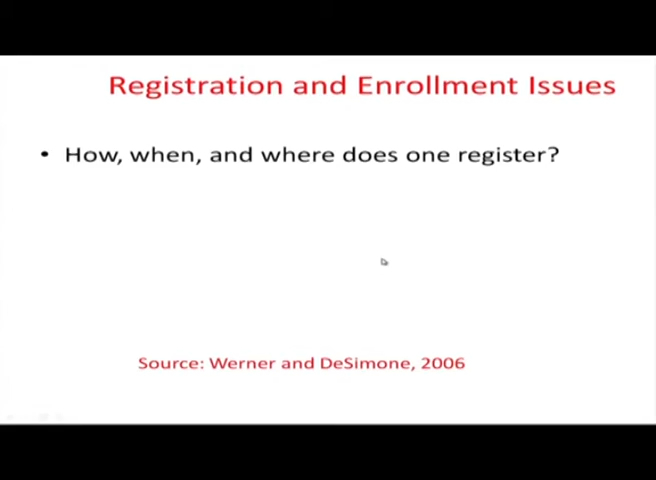 Registration and Enrollment Issues
• How, when, and where does one register?
Source: Werner and DeSimone, 2006